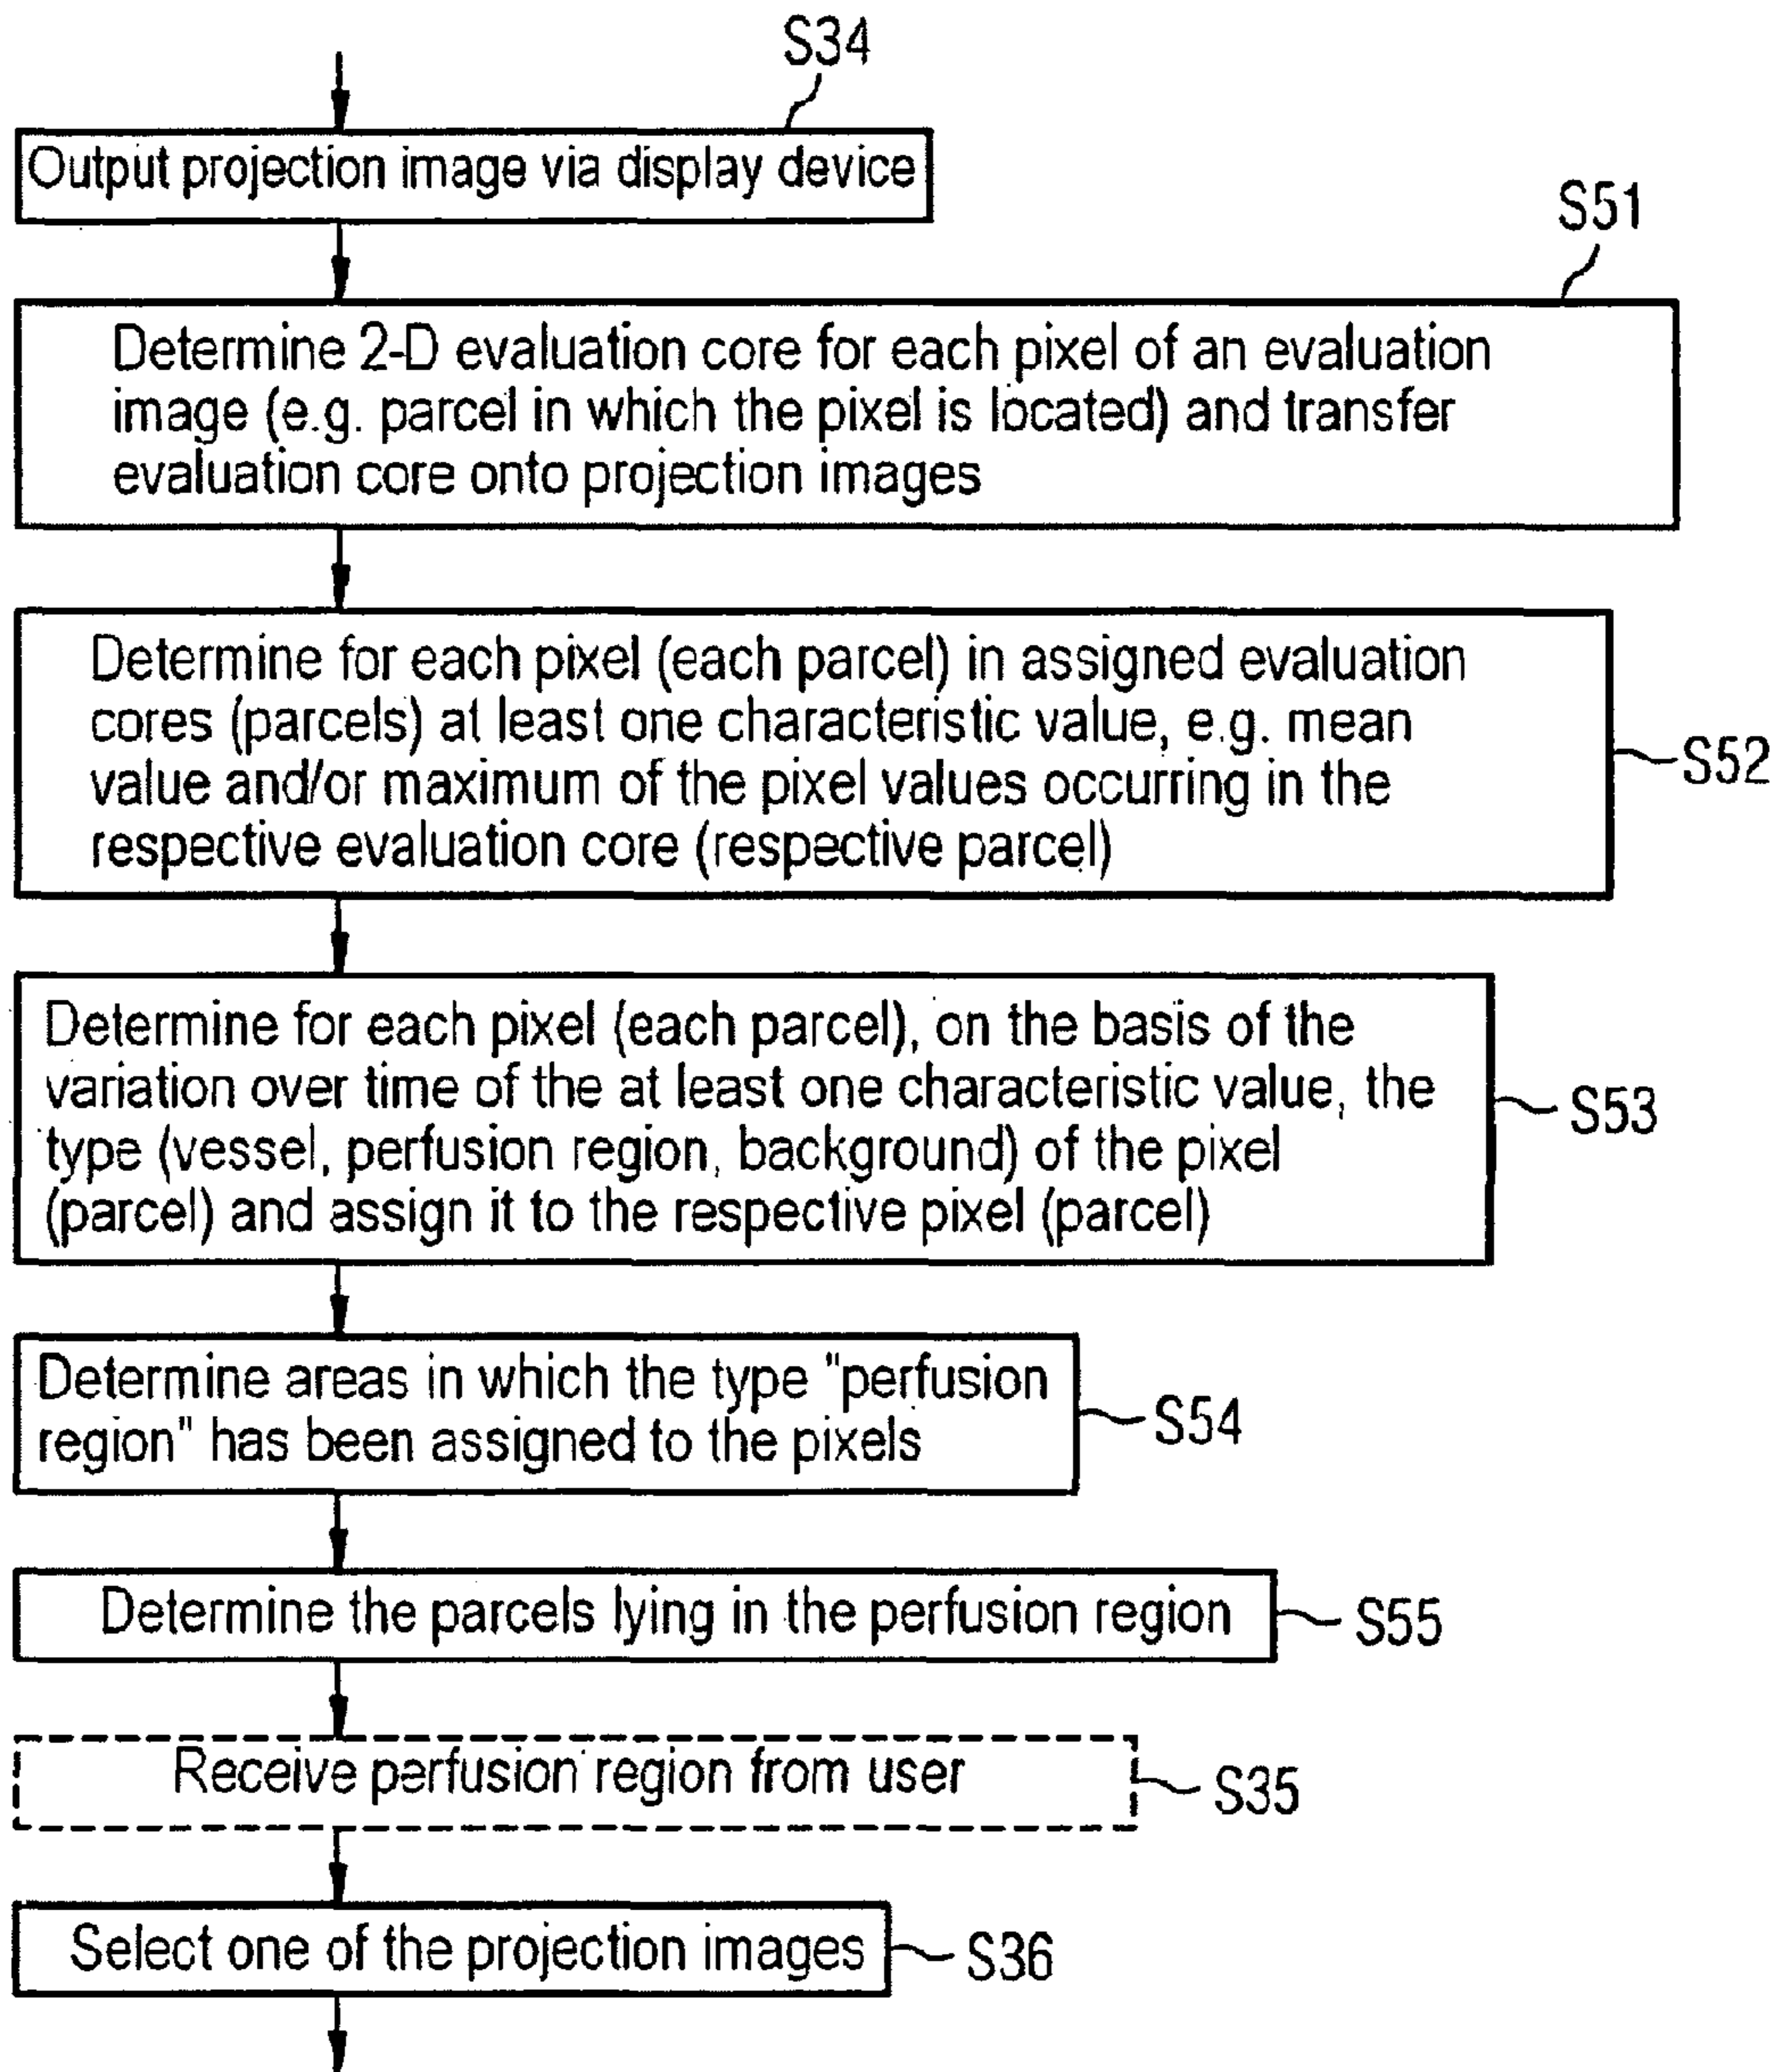 S34
Output projection image via display device
S51
Determine 2-D evaluation core for each pixel of an evaluation
image (e.g. parcel in which the pixel is located) and transfer
evaluation core onto projection images
Determine for each pixel (each parcel) in assigned evaluation
cores (parcels) at least one characteristic value, e.g. mean
value and/or maximum of the pixel values occurring in the
respective evaluation core (respective parcel)
S52
Determine for each pixel (each parcel), on the basis of the
variation over time of the at least one characteristic value, the
type (vessel, perfusion region, background) of the pixel
(parcel) and assign it to the respective pixel (parcel)
S53
Determine areas in which the type "perfusion
region" has been assigned to the pixels
S54
Determine the parcels lying in the perfusion region
S55
Receive perfusion region from user
S35
Select one of the projection images
S36